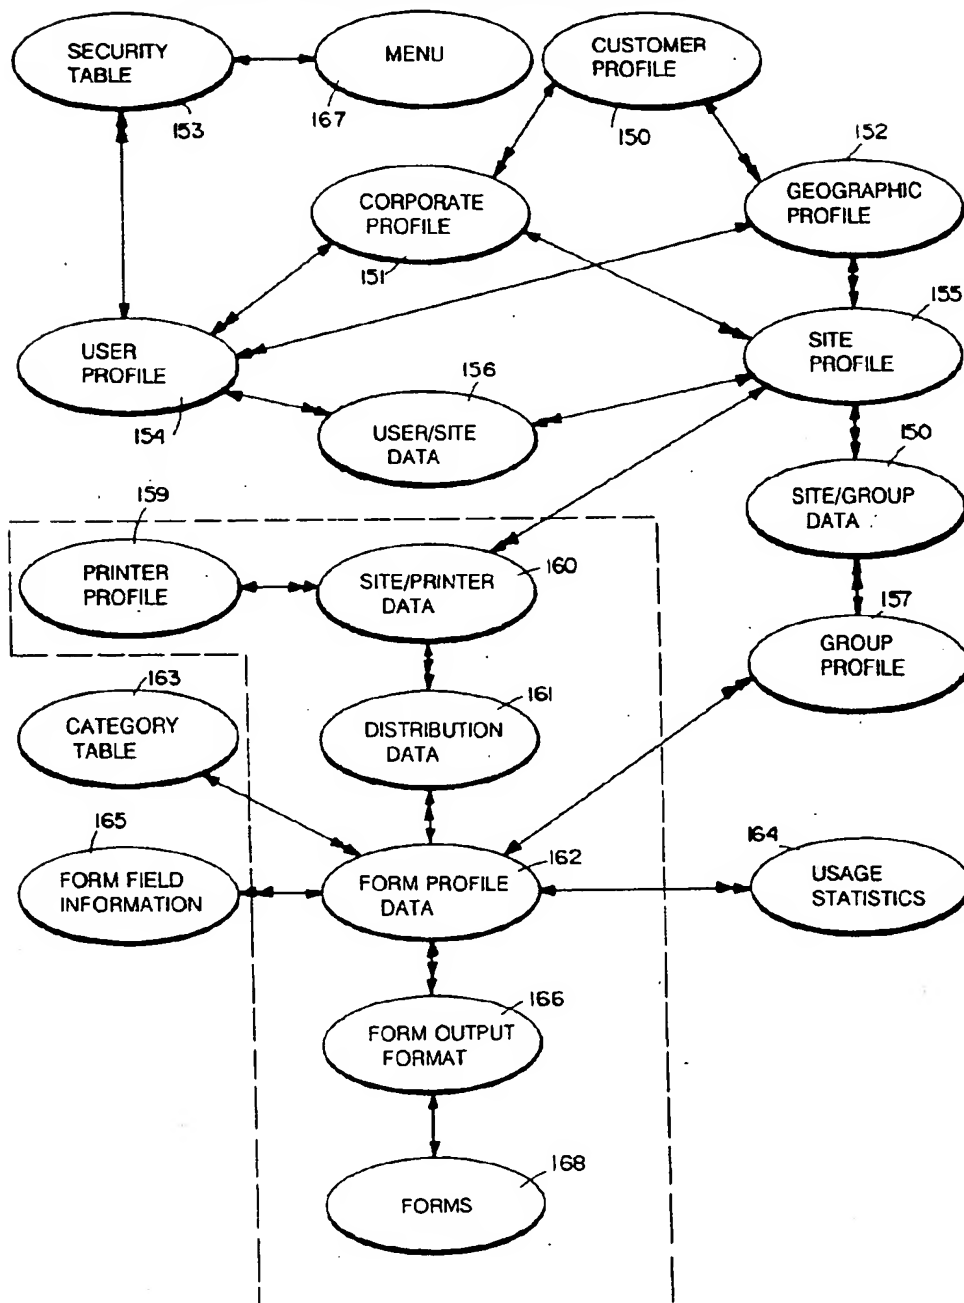 SECURITY
TABLE
153
MENU
167
CUSTOMER
PROFILE
150
152
GEOGRAPHIC
PROFILE
CORPORATE
PROFILE
151
155
USER
PROFILE
154
SITE
PROFILE
156
USER/SITE
DATA
150
SITE/GROUP
DATA
159
PRINTER
PROFILE
SITE/PRINTER
DATA
160
157
GROUP
PROFILE
163
CATEGORY
TABLE
161
DISTRIBUTION
DATA
165
FORM FIELD
INFORMATION
162
FORM PROFILE
DATA
164
USAGE
STATISTICS
166
FORM OUTPUT
FORMAT
168
FORMS